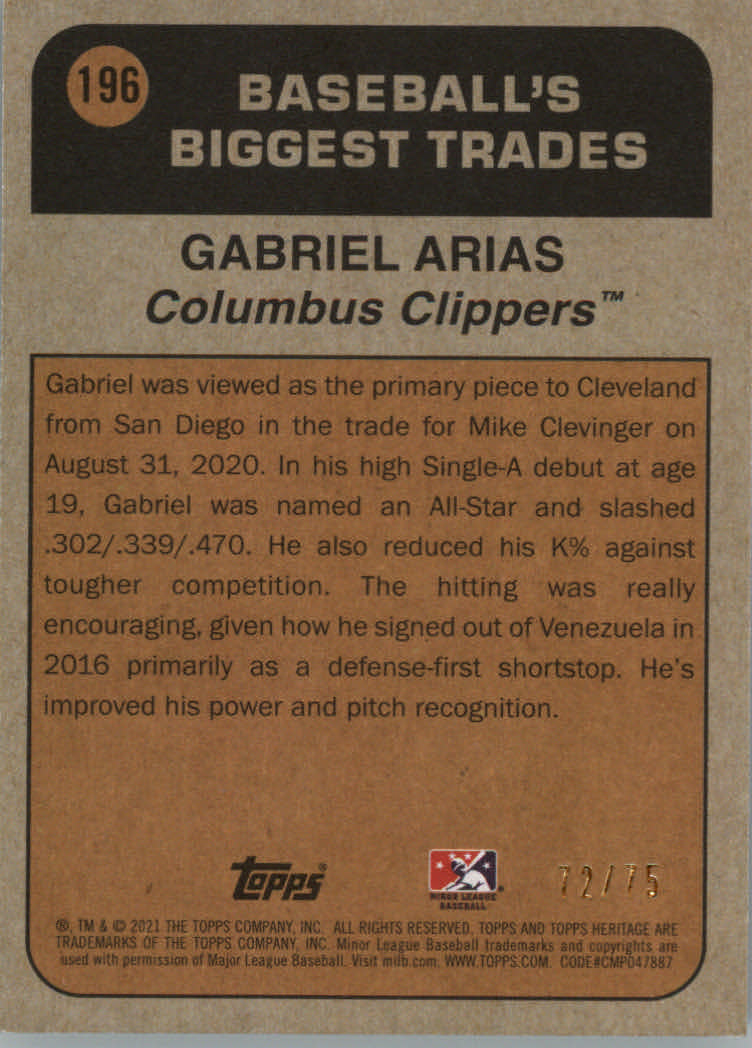 196
BASEBALL'S
BIGGEST TRADES
GABRIEL ARIAS
Columbus Clippers™
Gabriel was viewed as the primary piece to Cleveland
from San Diego in the trade for Mike Clevinger on
August 31, 2020. In his high Single-A debut at age
19, Gabriel was named an All-Star and slashed
.302/.339/.470. He also reduced his K% against
tougher competition. The hitting was really
encouraging, given how he signed out of Venezuela in
2016 primarily as a defense-first shortstop. He's
improved his power and pitch recognition.
topps®
MINOR LEAGUE
BASEBALL®
72/75
®, TM & © 2021 THE TOPPS COMPANY, INC. ALL RIGHTS RESERVED. TOPPS AND TOPPS HERITAGE ARE
TRADEMARKS OF THE TOPPS COMPANY, INC. Minor League Baseball trademarks and copyrights are
used with permission of Major League Baseball. Visit milb.com. WWW.TOPPS.COM. CODE#CMP047887